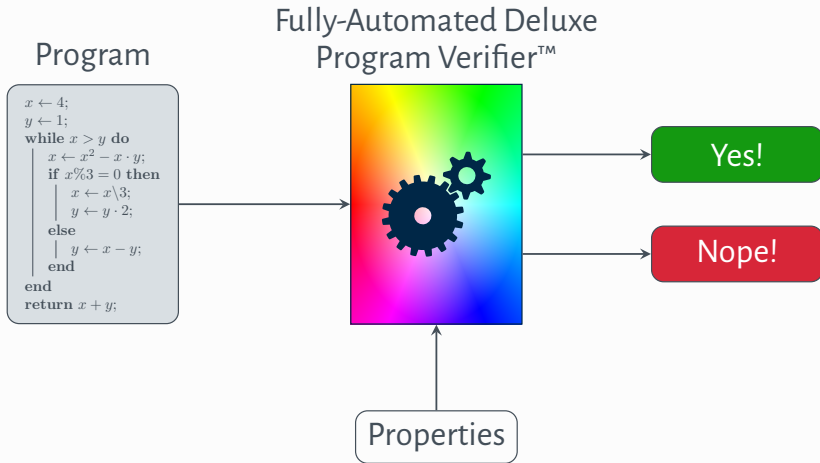 Fully-Automated Deluxe
Program Verifier™
Program
x ← 4;
y ← 1;
while x > y do
x ← x² − x · y;
if x%3 = 0 then
x ← x\3;
y ← y · 2;
else
y ← x − y;
end
end
return x + y;
Yes!
Nope!
Properties